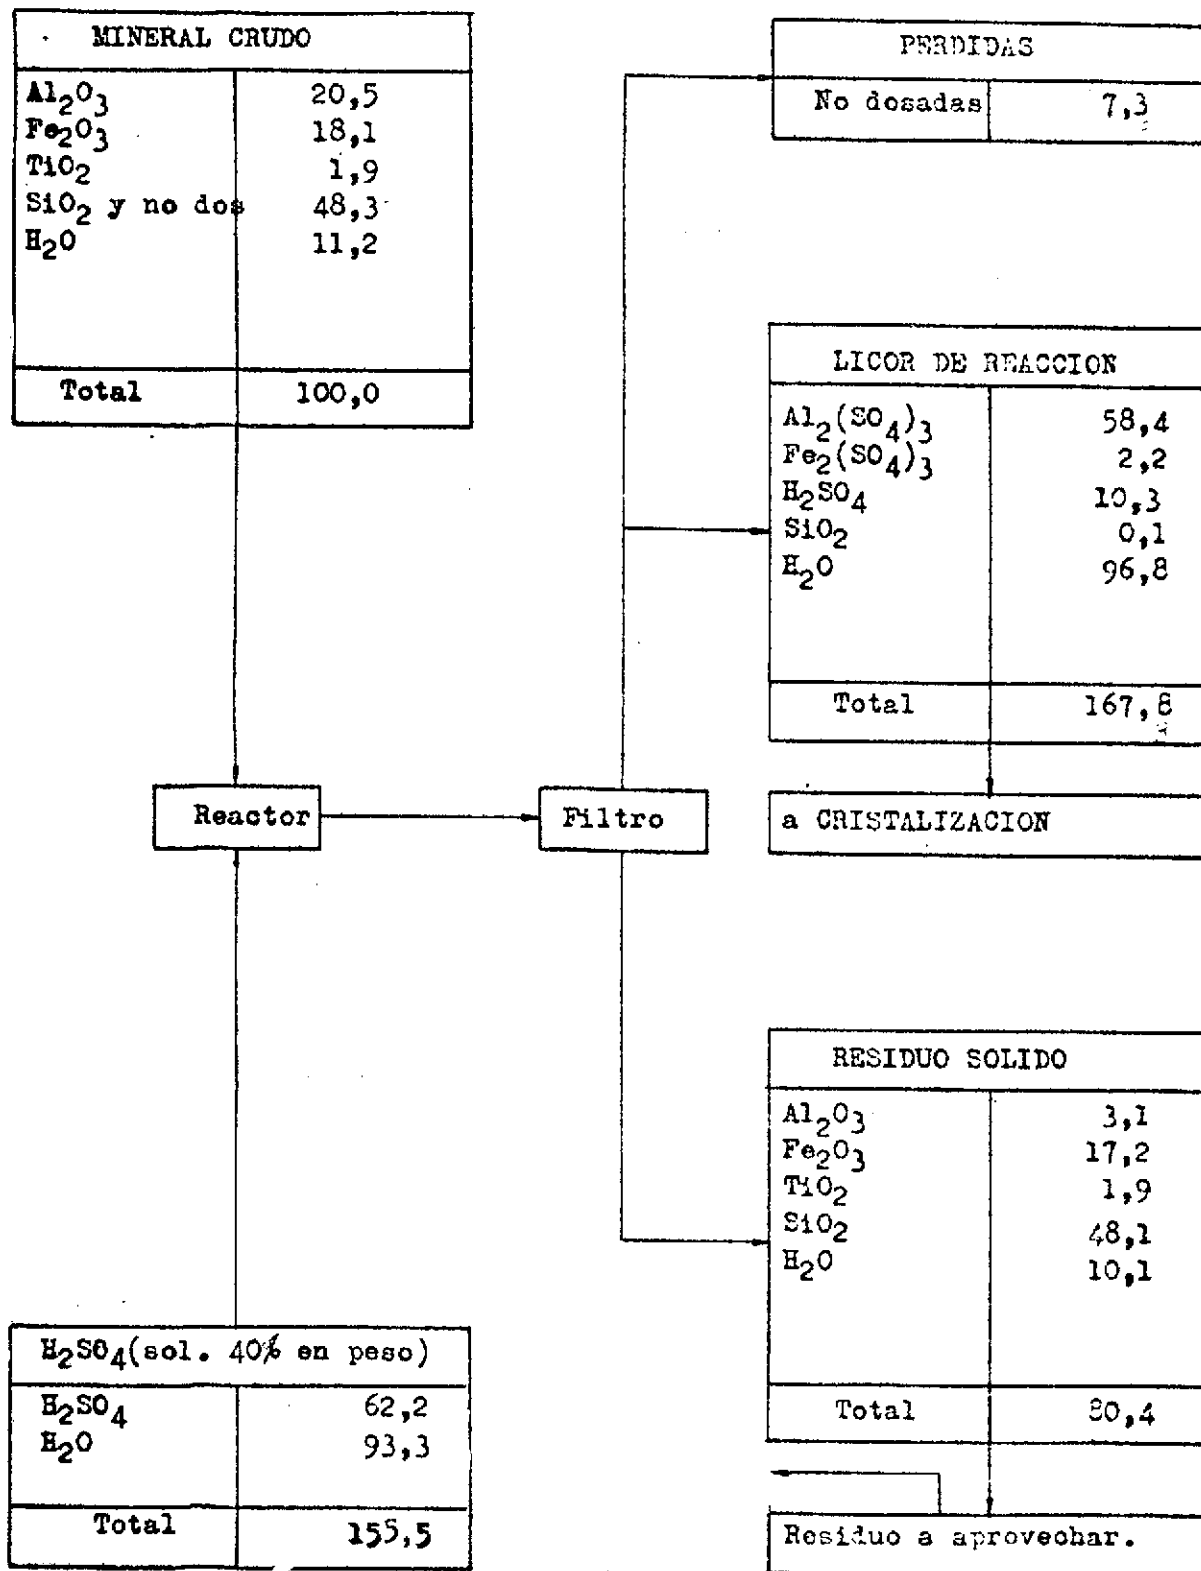 MINERAL CRUDO
Al2O3 20,5
Fe2O3 18,1
TiO2 1,9
SiO2 y no dos 48,3
H2O 11,2
Total 100,0
PERDIDAS
No dosadas 7,3
LICOR DE REACCION
Al2(SO4)3 58,4
Fe2(SO4)3 2,2
H2SO4 10,3
SiO2 0,1
H2O 96,8
Total 167,8
Reactor
Filtro
a CRISTALIZACION
RESIDUO SOLIDO
Al2O3 3,1
Fe2O3 17,2
TiO2 1,9
SiO2 48,1
H2O 10,1
Total 80,4
H2SO4(sol. 40% en peso)
H2SO4 62,2
H2O 93,3
Total 155,5
Residuo a aprovechar.